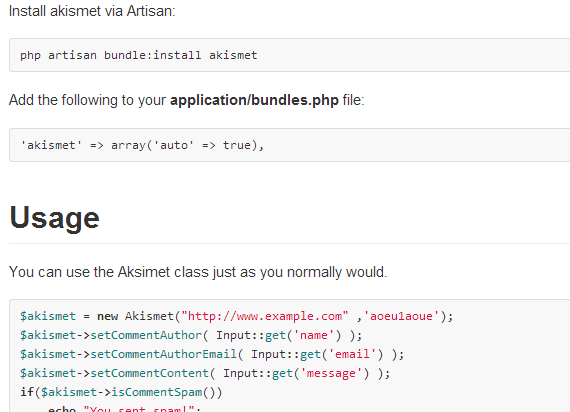 Install akismet via Artisan:
php artisan bundle:install akismet
Add the following to your application/bundles.php file:
'akismet' => array('auto' => true),
Usage
You can use the Aksimet class just as you normally would.
$akismet = new Akismet("http://www.example.com" ,'aoeu1aoue');
$akismet->setCommentAuthor( Input::get('name') );
$akismet->setCommentAuthorEmail( Input::get('email') );
$akismet->setCommentContent( Input::get('message') );
if($akismet->isCommentSpam())
echo "You sent spam!";